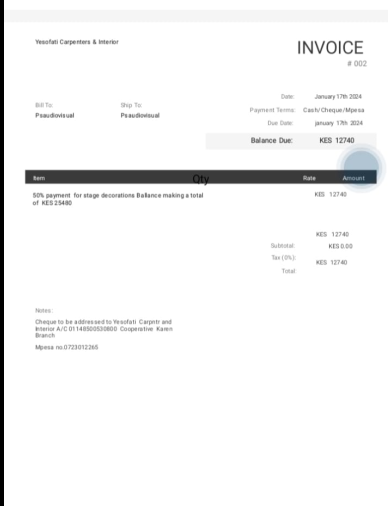 Yesofati Carpenters & Interior
INVOICE
# 002
Date: January 17th 2024
Bill To: Ship To: Payment Terms: Cash/Cheque/Mpesa
Psaudiovisual Psaudiovisual Due Date: january 17th 2024
Balance Due: KES 12740
Item Qty Rate Amount
50% payment for stage decorations Ballance making a total KES 12740
of KES 25480
KES 12740
Subtotal: KES 0.00
Tax (0%): KES 12740
Total
Notes:
Cheque to be addressed to Yesofati Carpntr and
Interior A/C 01148500530800 Cooperative Karen
Branch
Mpesa no.0723012265